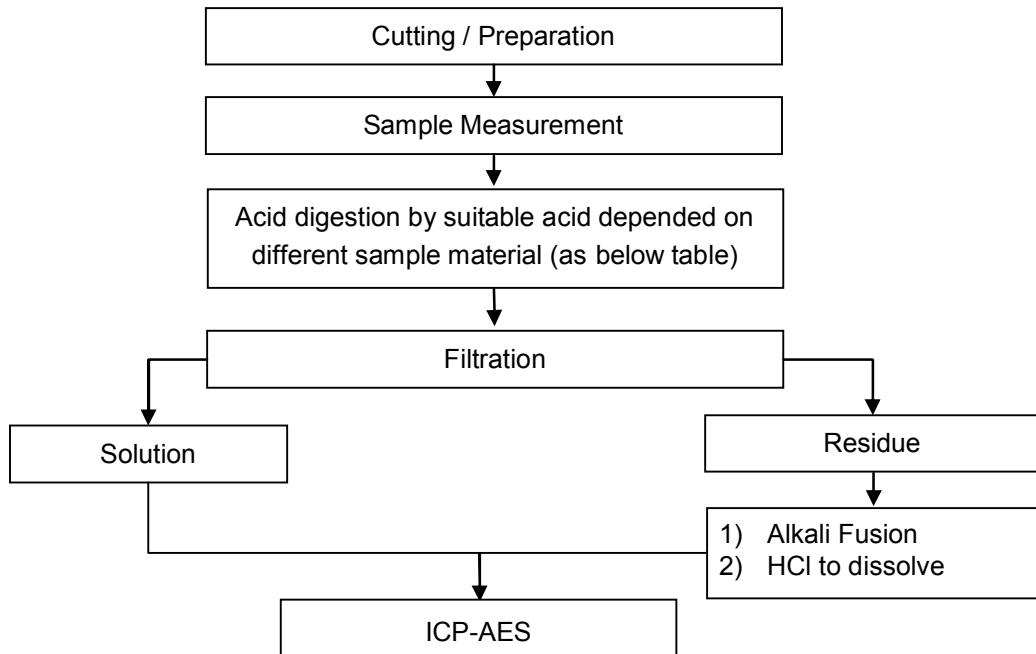 Cutting / Preparation
Sample Measurement
Acid digestion by suitable acid depended on
different sample material (as below table)
Filtration
Solution
Residue
1) Alkali Fusion
2) HCl to dissolve
ICP-AES